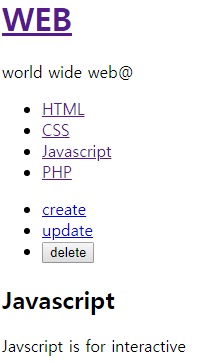 WEB
world wide web@
HTML
CSS
Javascript
PHP
create
update
delete
Javascript
Javscript is for interactive